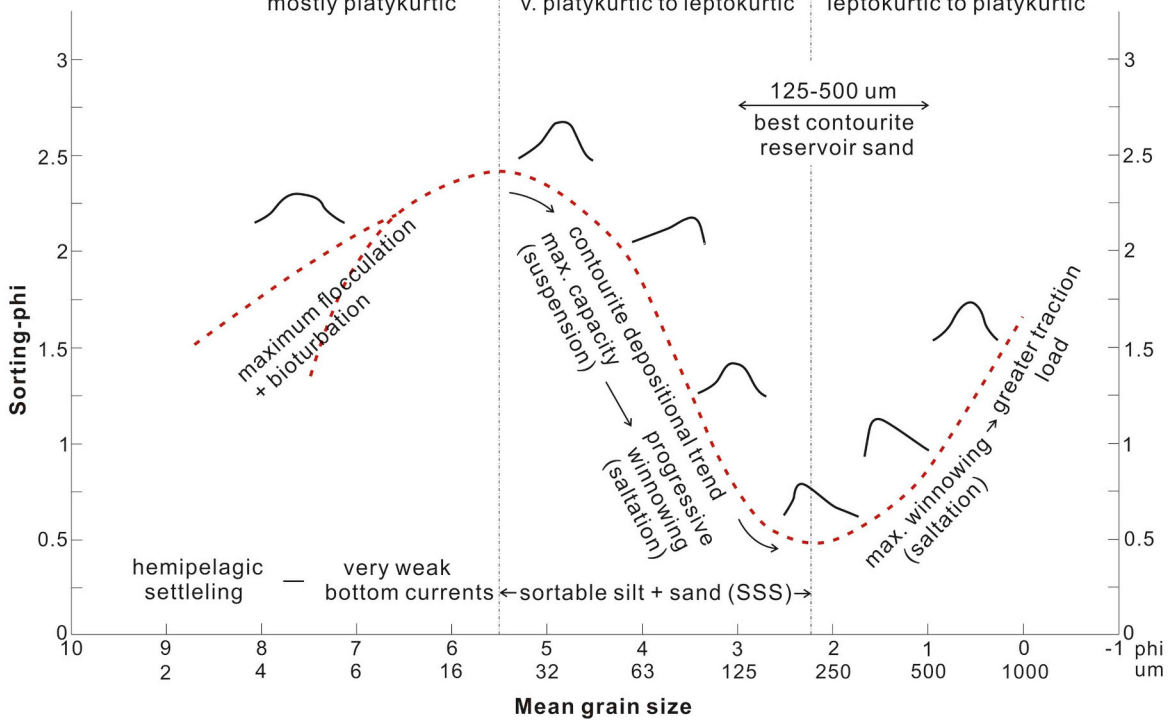 mostly platykurtic
v. platykurtic to leptokurtic
leptokurtic to platykurtic
3
3
125-500 um
best contourite
reservoir sand
2.5
2.5
2
2
1.5
1.5
1
1
0.5
0.5
0
0
Sorting-phi
maximum flocculation
+ bioturbation
contourite depositional trend
max. capacity
(suspension)
progressive
winnowing
(saltation)
max. winnowing → greater traction
load
(saltation)
hemipelagic
settleling
—
very weak
bottom currents
←sortable silt + sand (SSS)→
10 9 8 7 6 5 4 3 2 1 0 -1 phi
2 4 6 16 32 63 125 250 500 1000 um
Mean grain size